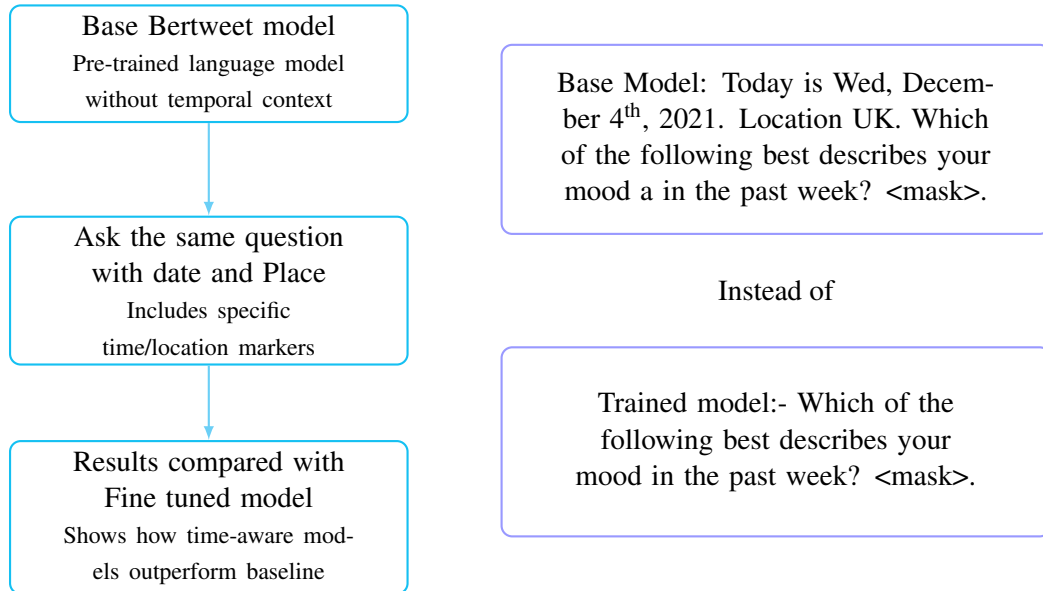 Base Bertweet model
Pre-trained language model
without temporal context
Ask the same question
with date and Place
Includes specific
time/location markers
Results compared with
Fine tuned model
Shows how time-aware mod-
els outperform baseline
Base Model: Today is Wed, Decem-
ber 4th, 2021. Location UK. Which
of the following best describes your
mood a in the past week? <mask>.
Instead of
Trained model:- Which of the
following best describes your
mood in the past week? <mask>.